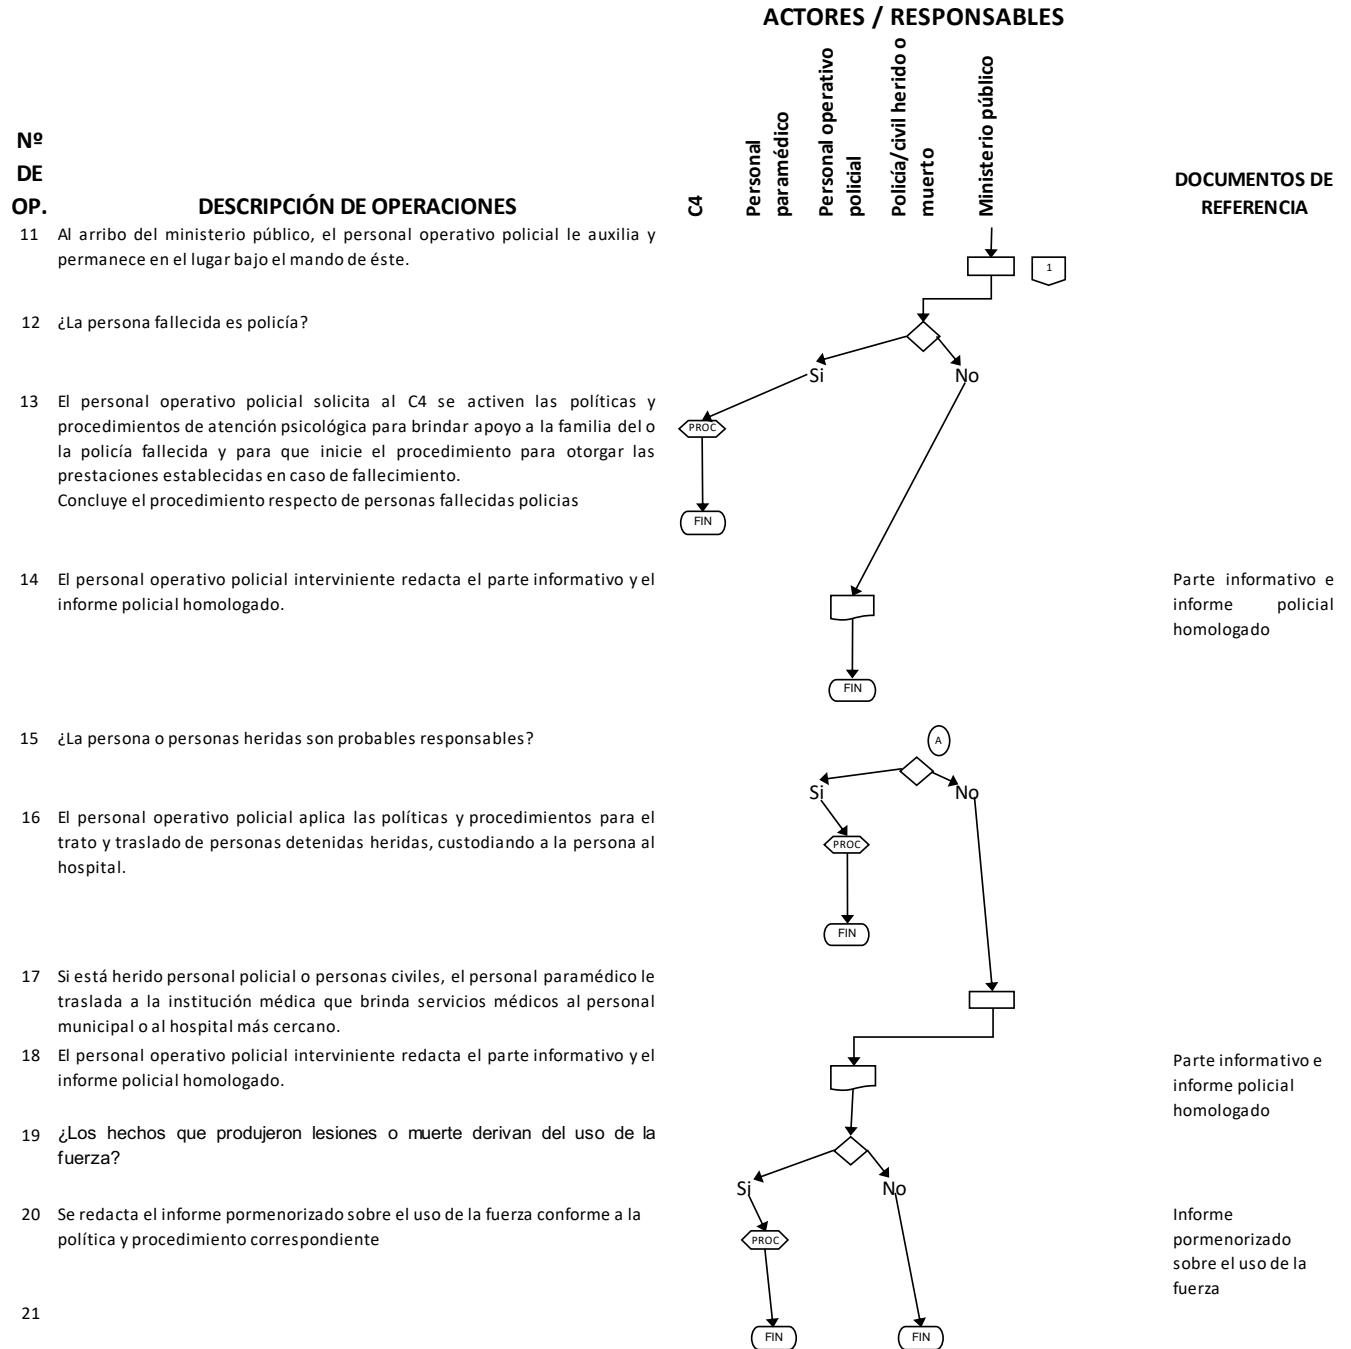 ACTORES / RESPONSABLES
Nº
DE
OP.
DESCRIPCIÓN DE OPERACIONES
C4
Personal
paramédico
Personal operativo
policial
Policía/civil herido o
muerto
Ministerio público
DOCUMENTOS DE
REFERENCIA
11 Al arribo del ministerio público, el personal operativo policial le auxilia y
permanece en el lugar bajo el mando de éste.
1
12 ¿La persona fallecida es policía?
Si
No
13 El personal operativo policial solicita al C4 se activen las políticas y
procedimientos de atención psicológica para brindar apoyo a la familia del o
la policía fallecida y para que inicie el procedimiento para otorgar las
prestaciones establecidas en caso de fallecimiento.
Concluye el procedimiento respecto de personas fallecidas policias
PROC
FIN
14 El personal operativo policial interviniente redacta el parte informativo y el
informe policial homologado.
Parte informativo e
informe policial
homologado
FIN
15 ¿La persona o personas heridas son probables responsables?
A
Si
No
16 El personal operativo policial aplica las políticas y procedimientos para el
trato y traslado de personas detenidas heridas, custodiando a la persona al
hospital.
PROC
FIN
17 Si está herido personal policial o personas civiles, el personal paramédico le
traslada a la institución médica que brinda servicios médicos al personal
municipal o al hospital más cercano.
18 El personal operativo policial interviniente redacta el parte informativo y el
informe policial homologado.
Parte informativo e
informe policial
homologado
19 ¿Los hechos que produjeron lesiones o muerte derivan del uso de la
fuerza?
Si
No
20 Se redacta el informe pormenorizado sobre el uso de la fuerza conforme a la
política y procedimiento correspondiente
PROC
Informe
pormenorizado
sobre el uso de la
fuerza
21
FIN
FIN